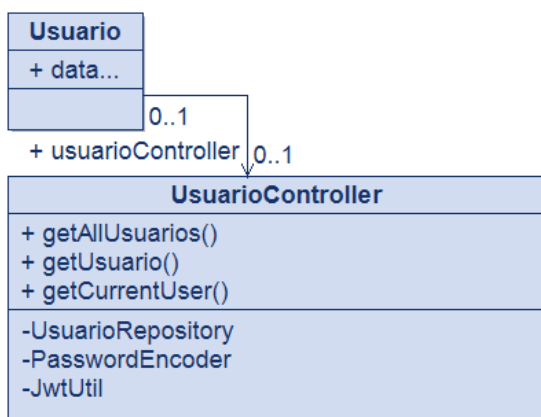 Usuario
+ data...
0..1
+ usuarioController
0..1
UsuarioController
+ getAllUsuarios()
+ getUsuario()
+ getCurrentUser()
-UsuarioRepository
-PasswordEncoder
-JwtUtil